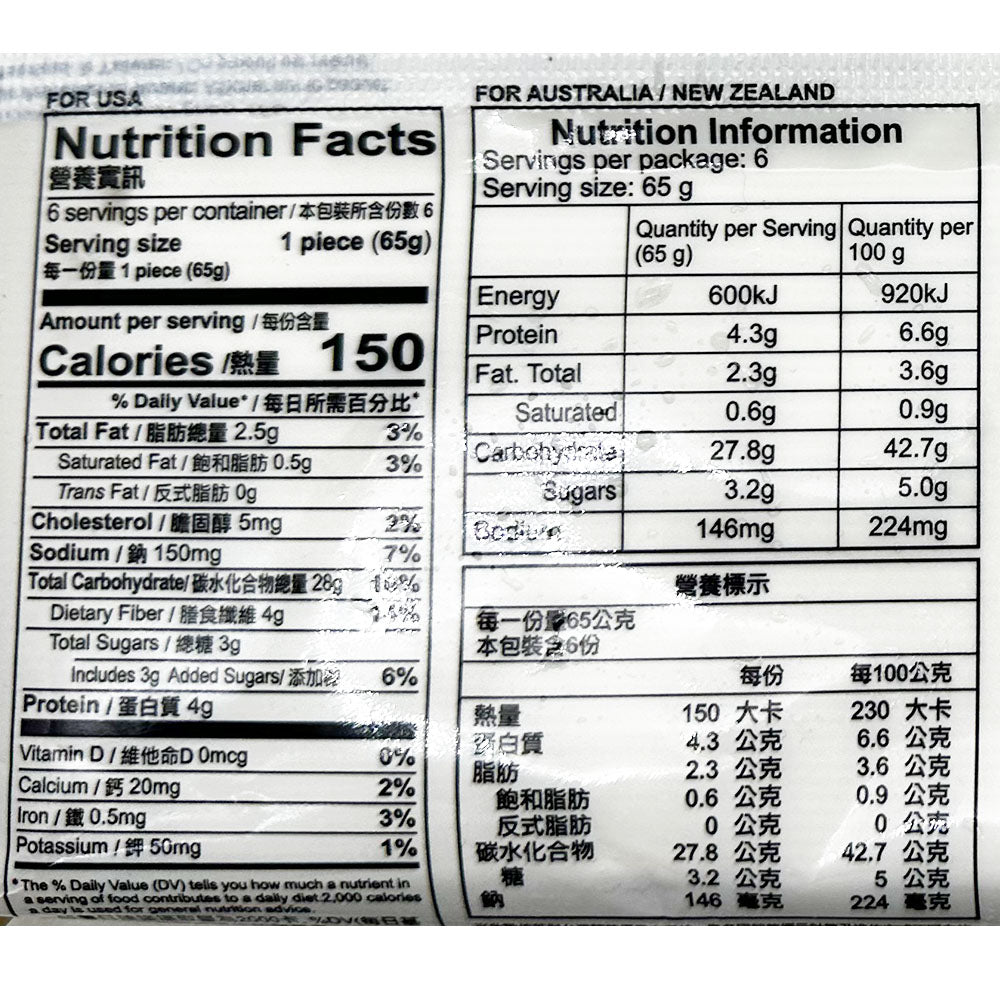 FOR USA
Nutrition Facts
營養資訊
6 servings per container / 本包裝所含份數 6
Serving size 1 piece (65g)
每一份量 1 piece (65g)
Amount per serving / 每份含量
Calories / 熱量 150
% Daily Value* / 每日所需百分比*
Total Fat / 脂肪總量 2.5g 3%
Saturated Fat / 飽和脂肪 0.5g 3%
Trans Fat / 反式脂肪 0g
Cholesterol / 膽固醇 5mg 2%
Sodium / 鈉 150mg 7%
Total Carbohydrate/ 碳水化合物總量 28g 10%
Dietary Fiber / 膳食纖維 4g 14%
Total Sugars / 總糖 3g
Includes 3g Added Sugars/ 添加糖 6%
Protein / 蛋白質 4g
Vitamin D / 維他命D 0mcg 0%
Calcium / 鈣 20mg 2%
Iron / 鐵 0.5mg 3%
Potassium / 鉀 50mg 1%
*The % Daily Value (DV) tells you how much a nutrient in
a serving of food contributes to a daily diet.2,000 calories
a day is used for general nutrition advice.
FOR AUSTRALIA / NEW ZEALAND
Nutrition Information
Servings per package: 6
Serving size: 65 g
Quantity per Serving (65 g) Quantity per 100 g
Energy 600kJ 920kJ
Protein 4.3g 6.6g
Fat. Total 2.3g 3.6g
Saturated 0.6g 0.9g
Carbohydrate 27.8g 42.7g
Sugars 3.2g 5.0g
Sodium 146mg 224mg
營養標示
每一份量65公克
本包裝含6份
每份 每100公克
熱量 150 大卡 230 大卡
蛋白質 4.3 公克 6.6 公克
脂肪 2.3 公克 3.6 公克
飽和脂肪 0.6 公克 0.9 公克
反式脂肪 0 公克 0 公克
碳水化合物 27.8 公克 42.7 公克
糖 3.2 公克 5 公克
鈉 146 毫克 224 毫克